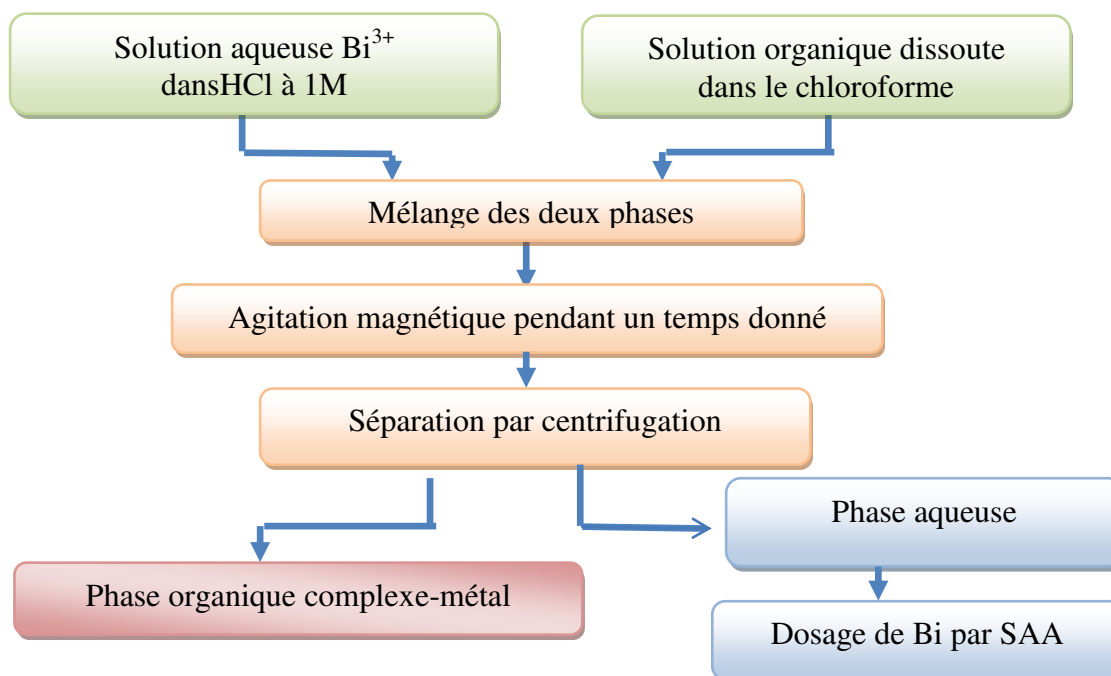 Solution aqueuse Bi³⁺
dansHCl à 1M
Solution organique dissoute
dans le chloroforme
Mélange des deux phases
Agitation magnétique pendant un temps donné
Séparation par centrifugation
Phase aqueuse
Phase organique complexe-métal
Dosage de Bi par SAA